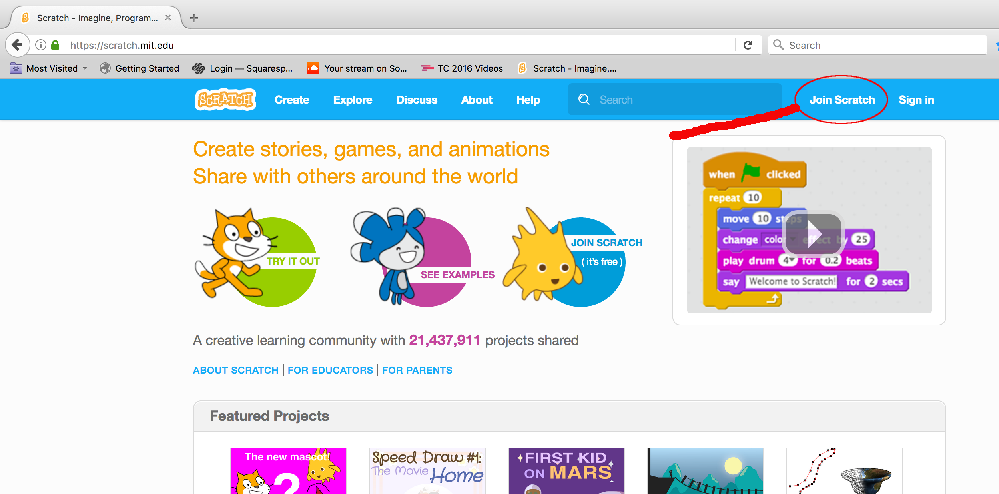 Scratch - Imagine, Program...
https://scratch.mit.edu
Search
Most Visited
Getting Started
Login — Squaresp...
Your stream on So...
TC 2016 Videos
Scratch - Imagine,...
SCRATCH
Create
Explore
Discuss
About
Help
Search
Join Scratch
Sign in
Create stories, games, and animations
Share with others around the world
TRY IT OUT
SEE EXAMPLES
JOIN SCRATCH
( it's free )
when clicked
repeat 10
move 10 steps
change color effect by 25
play drum 4 for 0.2 beats
say Welcome to Scratch! for 2 secs
A creative learning community with 21,437,911 projects shared
ABOUT SCRATCH | FOR EDUCATORS | FOR PARENTS
Featured Projects
The new mascot!
?
Speed Draw #1:
The Movie Home
FIRST KID
ON MARS